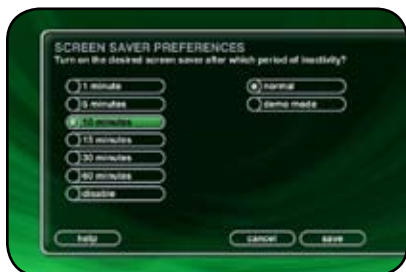 SCREEN SAVER PREFERENCES
Turn on the desired screen saver after which period of inactivity?
1 minute
5 minutes
10 minutes
15 minutes
30 minutes
60 minutes
disable
normal
demo mode
help
cancel
save